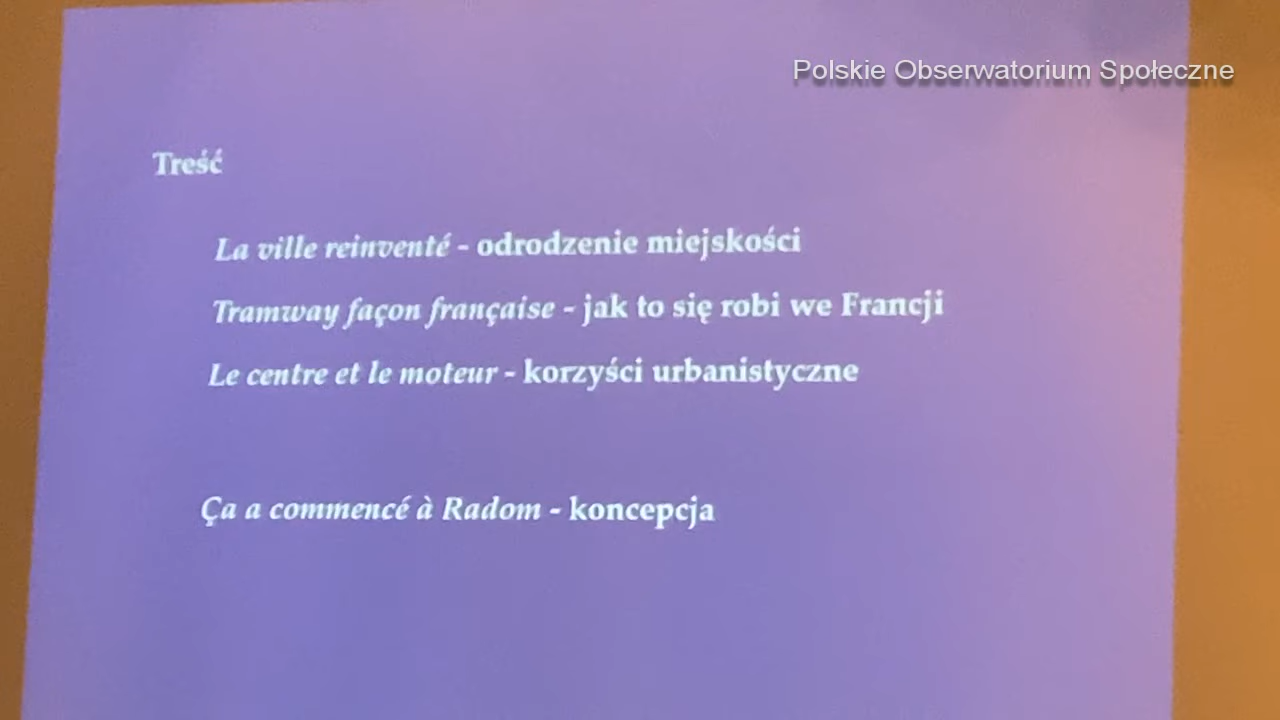 Polskie Obserwatorium Społeczne
Treść
La ville reinventé - odrodzenie miejskości
Tramway façon française - jak to się robi we Francji
Le centre et le moteur - korzyści urbanistyczne
Ça a commencé à Radom - koncepcja